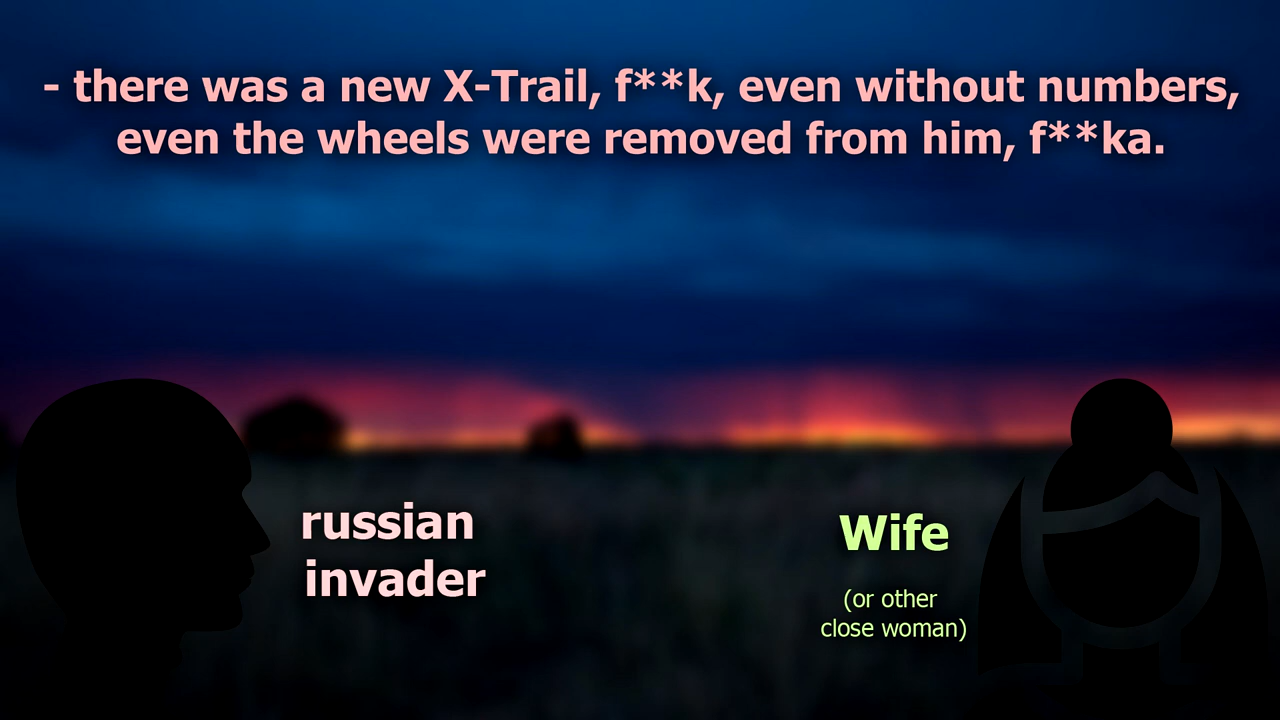 - there was a new X-Trail, f**k, even without numbers,
even the wheels were removed from him, f**ka.
russian
invader
Wife
(or other
close woman)